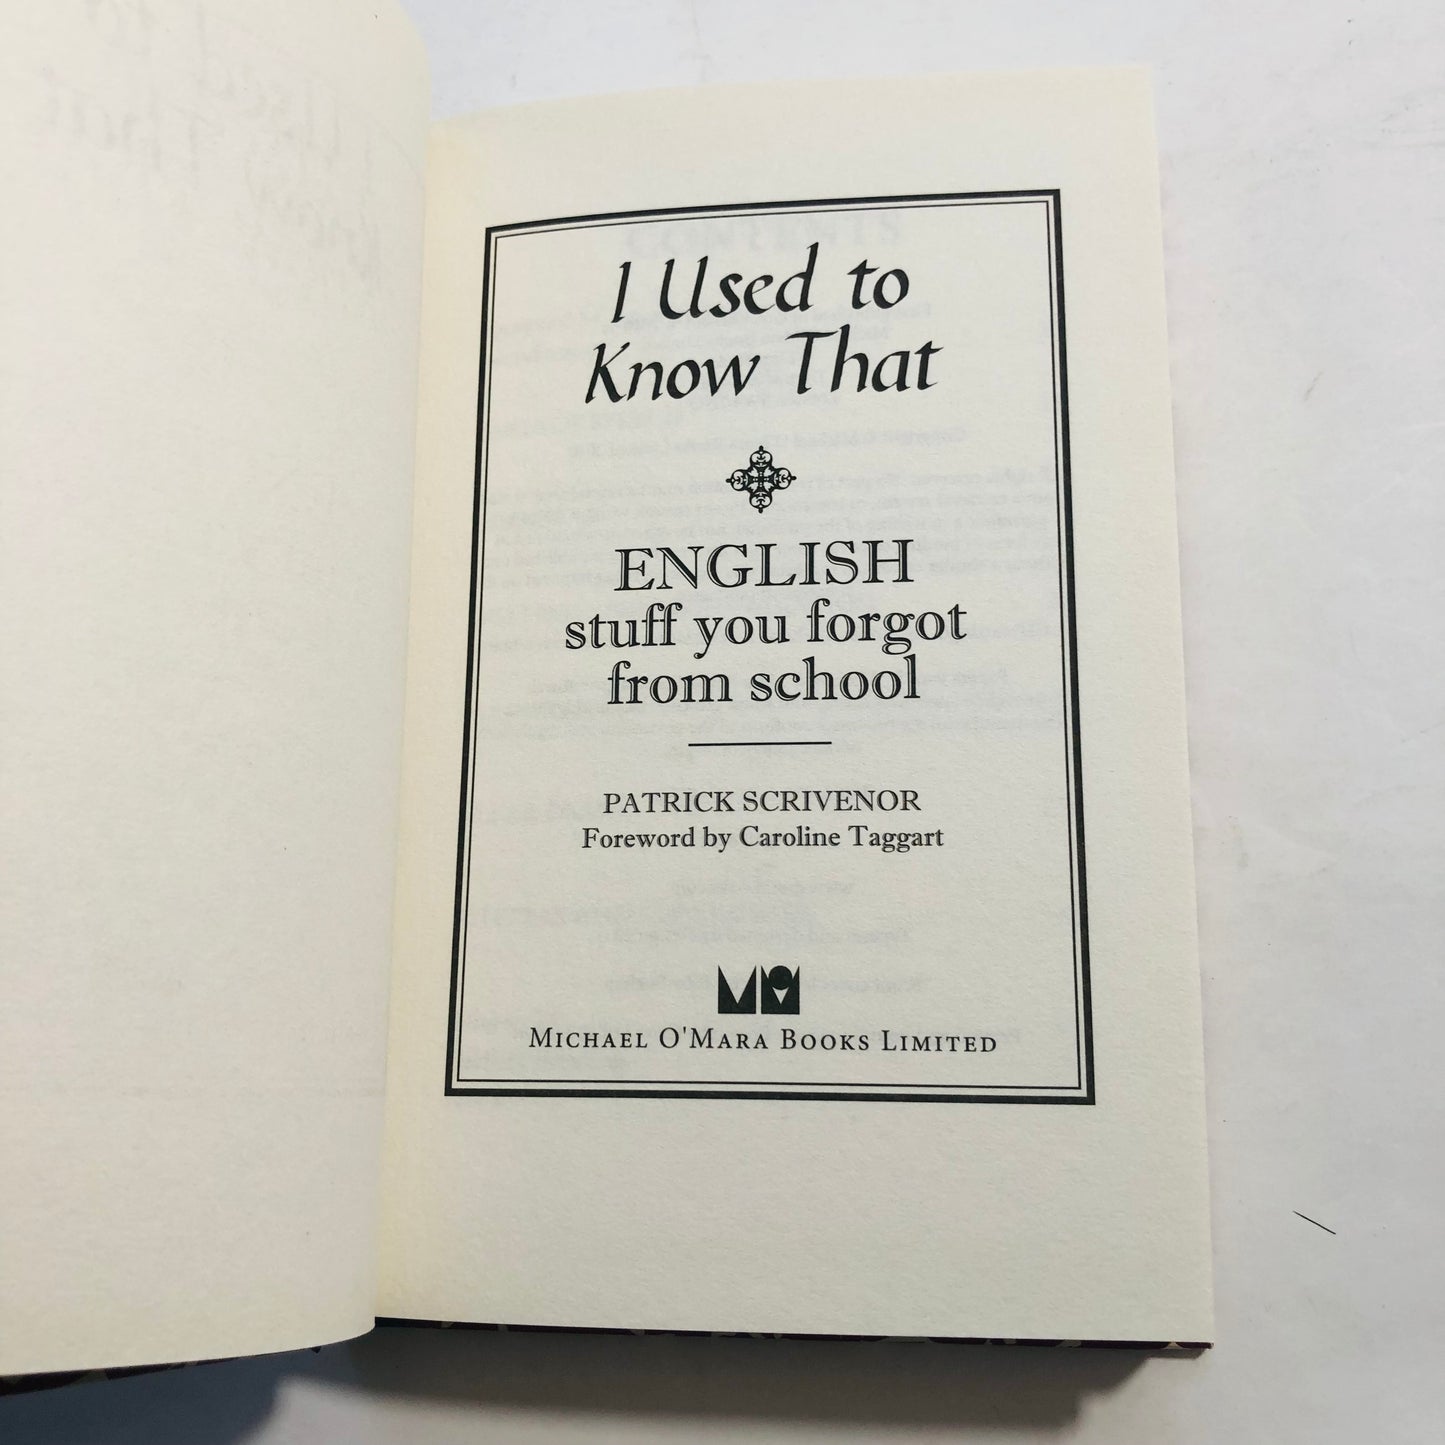 I Used to
Know That
ENGLISH
stuff you forgot
from school
PATRICK SCRIVENOR
Foreword by Caroline Taggart
MICHAEL O'MARA BOOKS LIMITED